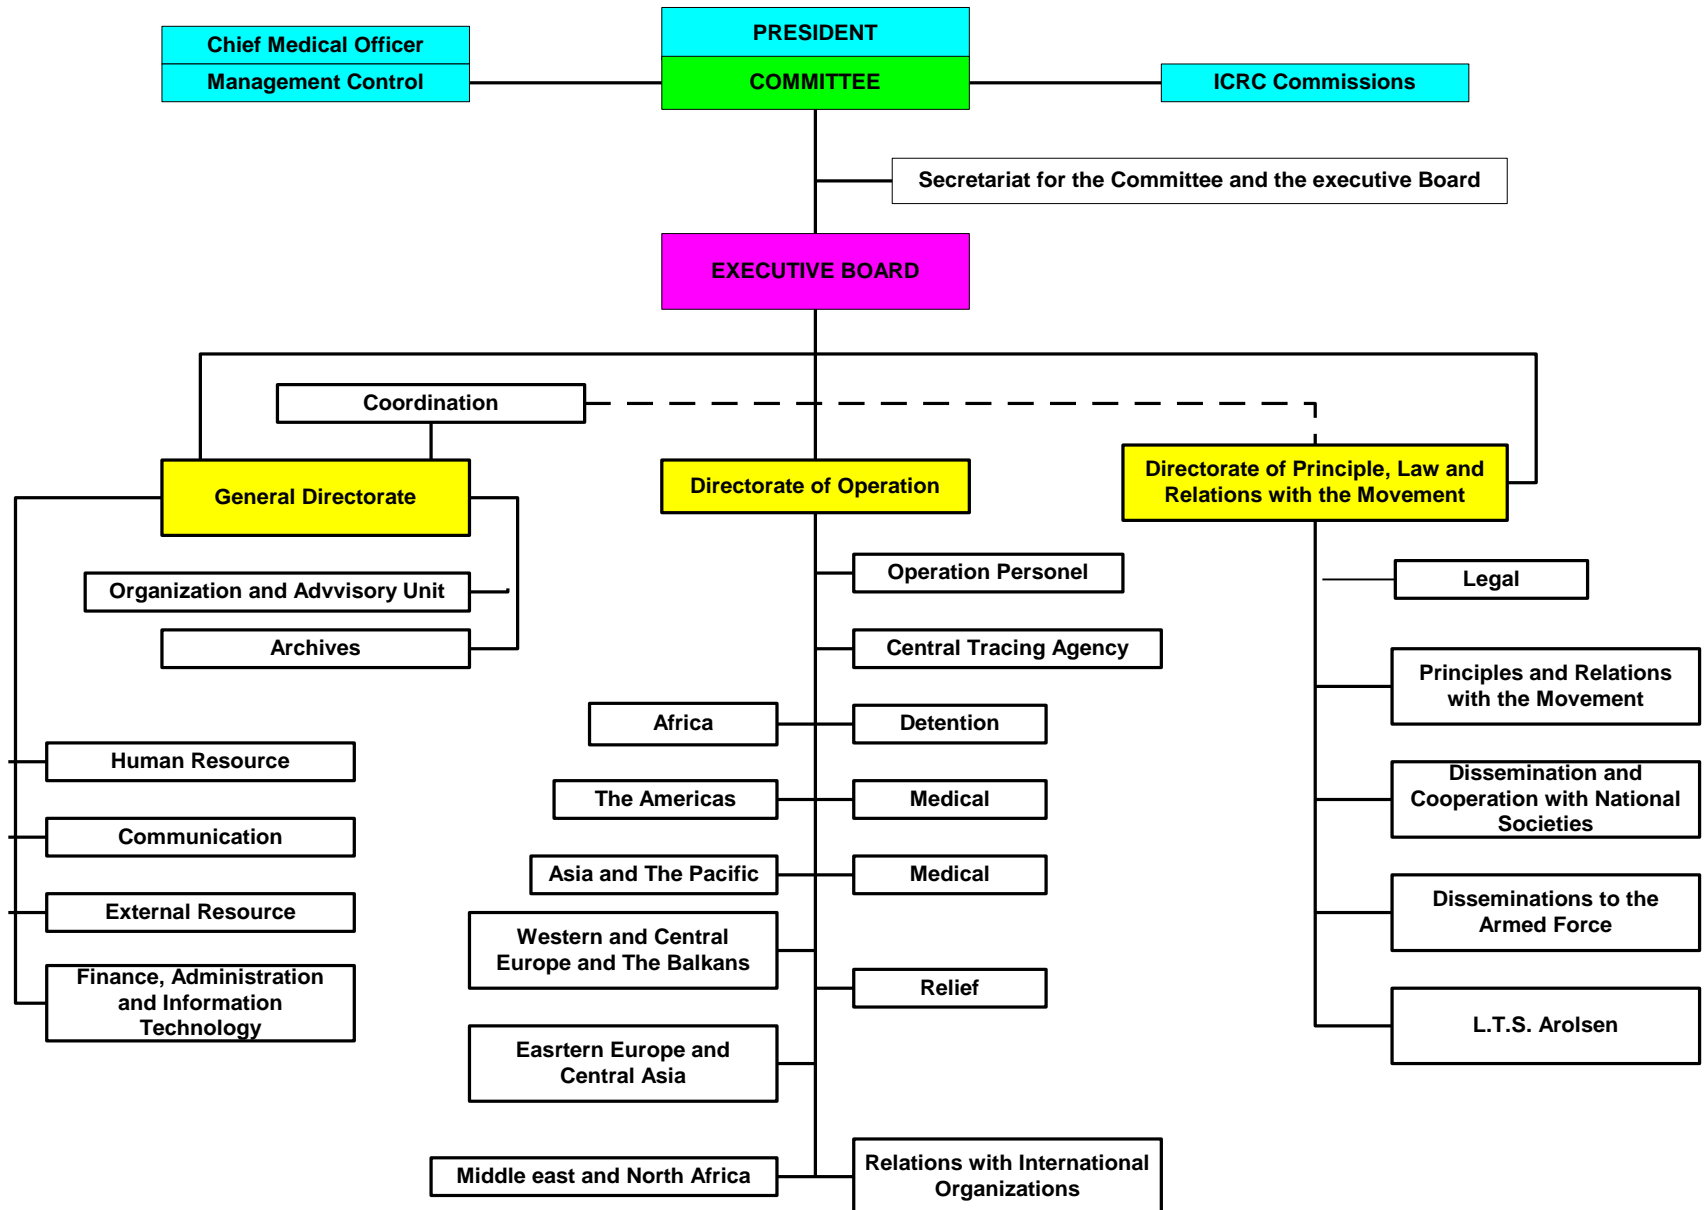 Chief Medical Officer
Management Control
PRESIDENT
COMMITTEE
ICRC Commissions
Secretariat for the Committee and the executive Board
EXECUTIVE BOARD
Coordination
General Directorate
Directorate of Operation
Directorate of Principle, Law and
Relations with the Movement
Organization and Advvisory Unit
Archives
Human Resource
Communication
External Resource
Finance, Administration
and Information
Technology
Operation Personel
Central Tracing Agency
Africa
Detention
The Americas
Medical
Asia and The Pacific
Medical
Western and Central
Europe and The Balkans
Relief
Easrtern Europe and
Central Asia
Middle east and North Africa
Relations with International
Organizations
Legal
Principles and Relations
with the Movement
Dissemination and
Cooperation with National
Societies
Disseminations to the
Armed Force
L.T.S. Arolsen